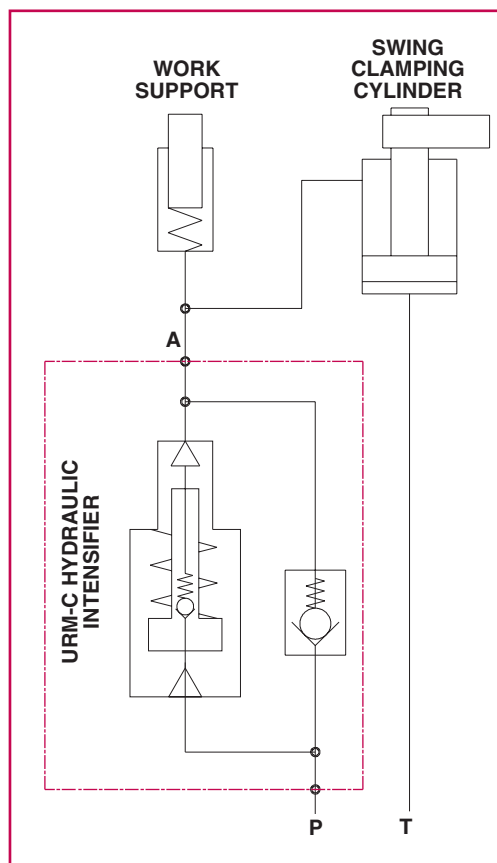 WORK
SUPPORT
SWING
CLAMPING
CYLINDER
A
URM-C HYDRAULIC
INTENSIFIER
P
T